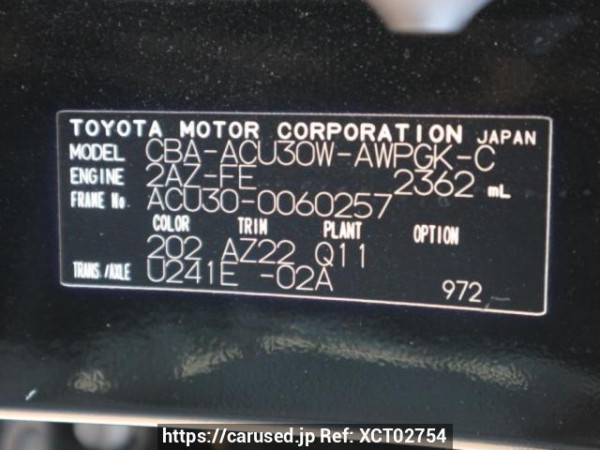 TOYOTA MOTOR CORPORATION JAPAN
MODEL CBA-ACU30W-AWPGK-C
ENGINE 2AZ-FE 2362 mL
FRAME No. ACU30-0060257
COLOR TRIM PLANT OPTION
202 AZ22 Q11
TRANS/AXLE U241E -02A
972
https://carused.jp Ref: XCT02754